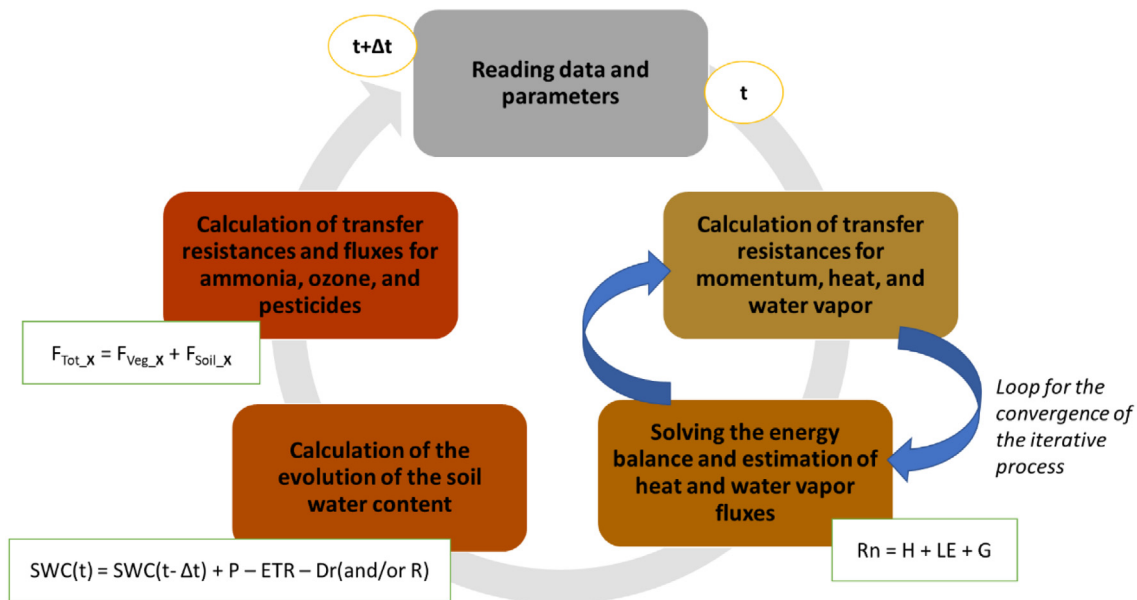 t+Δt
Reading data and
parameters
t
Calculation of transfer
resistances and fluxes for
ammonia, ozone, and
pesticides
Calculation of transfer
resistances for
momentum, heat, and
water vapor
F_Tot_X = F_Veg_X + F_Soil_X
Loop for the
convergence of
the iterative
process
Calculation of the
evolution of the soil
water content
Solving the energy
balance and estimation of
heat and water vapor
fluxes
SWC(t) = SWC(t- Δt) + P – ETR – Dr(and/or R)
Rn = H + LE + G